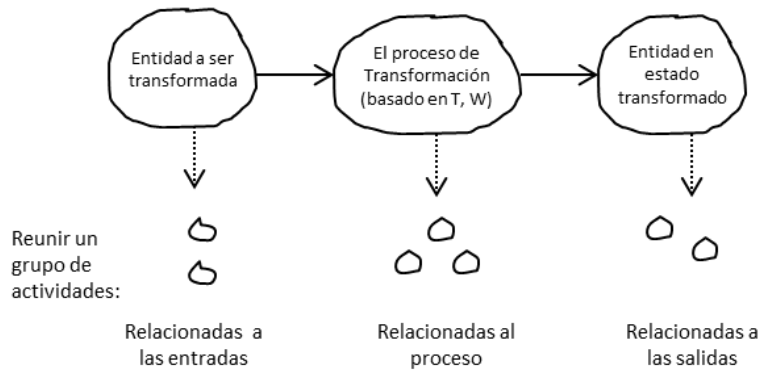 Entidad a ser
transformada
El proceso de
Transformación
(basado en T, W)
Entidad en
estado
transformado
Reunir un
grupo de
actividades:
Relacionadas a
las entradas
Relacionadas al
proceso
Relacionadas a
las salidas